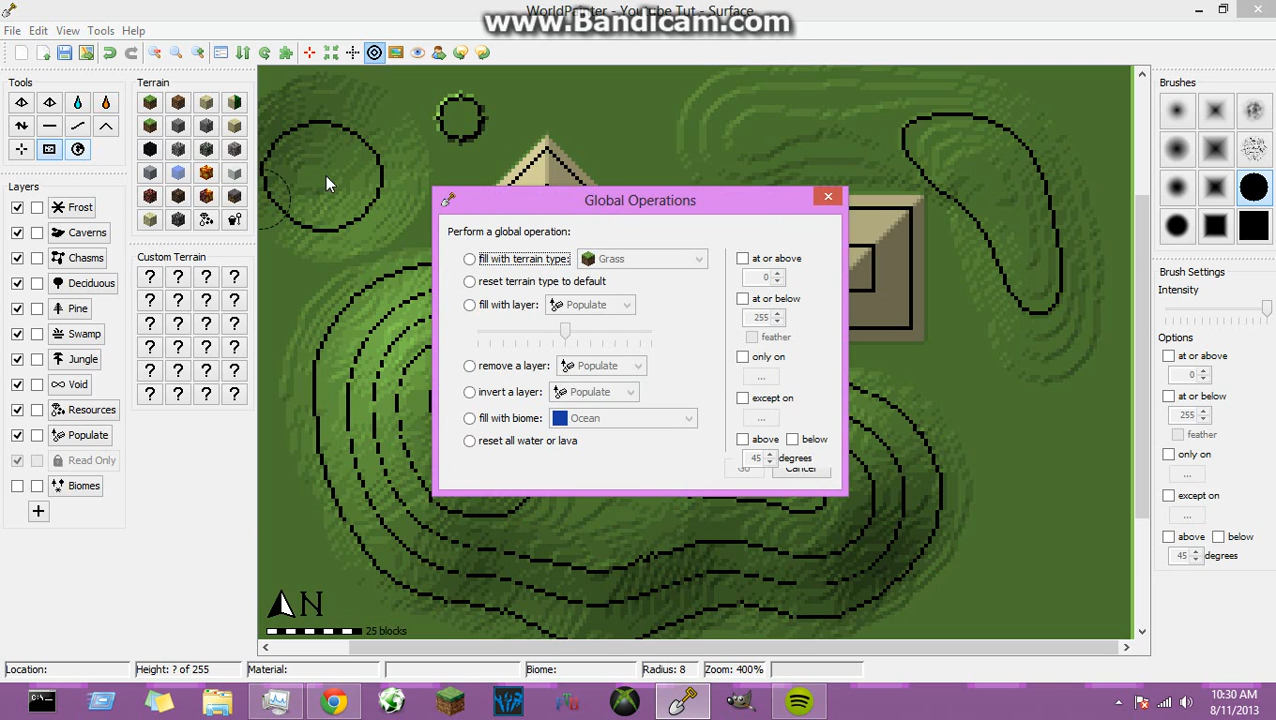 WorldPainter - Youtube Tut - Surface
www.Bandicam.com
File Edit View Tools Help
Tools
Terrain
Brushes
Layers
Frost
Caverns
Chasms
Deciduous
Pine
Swamp
Jungle
Void
Resources
Populate
Read Only
Biomes
+
Custom Terrain
? ? ? ?
? ? ? ?
? ? ? ?
? ? ? ?
? ? ? ?
? ? ? ?
Global Operations
Perform a global operation:
fill with terrain type: Grass
reset terrain type to default
fill with layer: Populate
remove a layer: Populate
invert a layer: Populate
fill with biome: Ocean
reset all water or lava
at or above
0
at or below
255
feather
only on
...
except on
...
above below
45 degrees
Go Cancel
Brush Settings
Intensity
Options
at or above
0
at or below
255
feather
only on
...
except on
...
above below
45 degrees
N
25 blocks
Location: Height: ? of 255 Material: Biome: Radius: 8 Zoom: 400%
10:30 AM
8/11/2013